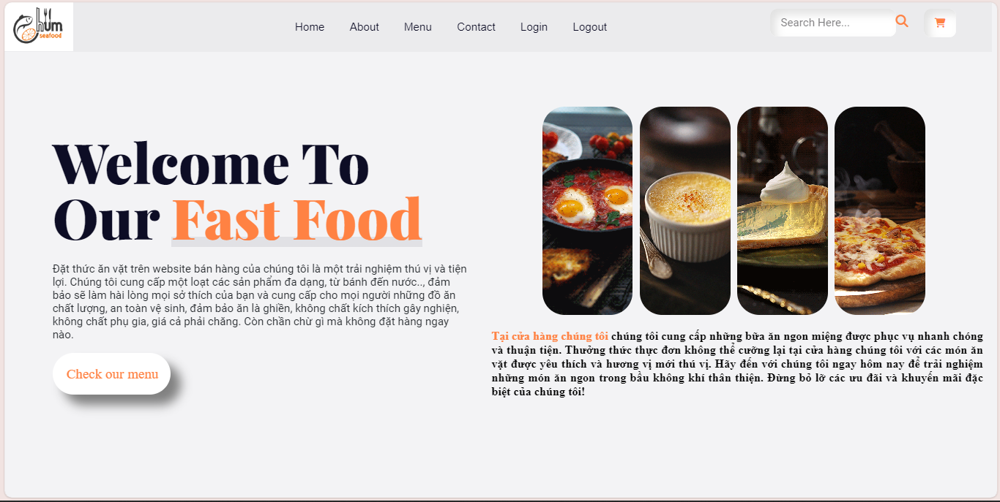 Chum
seafood
Home About Menu Contact Login Logout
Search Here...
Welcome To
Our Fast Food
Đặt thức ăn vặt trên website bán hàng của chúng tôi là một trải nghiệm thú vị và tiện
lợi. Chúng tôi cung cấp một loạt các sản phẩm đa dạng, từ bánh đến nước.., đảm
bảo sẽ làm hài lòng mọi sở thích của bạn và cung cấp cho mọi người những đồ ăn
chất lượng, an toàn vệ sinh, đảm bảo ăn là ghiền, không chất kích thích gây nghiện,
không chất phụ gia, giá cả phải chăng. Còn chần chừ gì mà không đặt hàng ngay
nào.
Check our menu
Tại cửa hàng chúng tôi chúng tôi cung cấp những bữa ăn ngon miệng được phục vụ nhanh chóng
và thuận tiện. Thưởng thức thực đơn không thể cưỡng lại tại cửa hàng chúng tôi với các món ăn
vặt được yêu thích và hương vị mới thú vị. Hãy đến với chúng tôi ngay hôm nay để trải nghiệm
những món ăn ngon trong bầu không khí thân thiện. Đừng bỏ lỡ các ưu đãi và khuyến mãi đặc
biệt của chúng tôi!